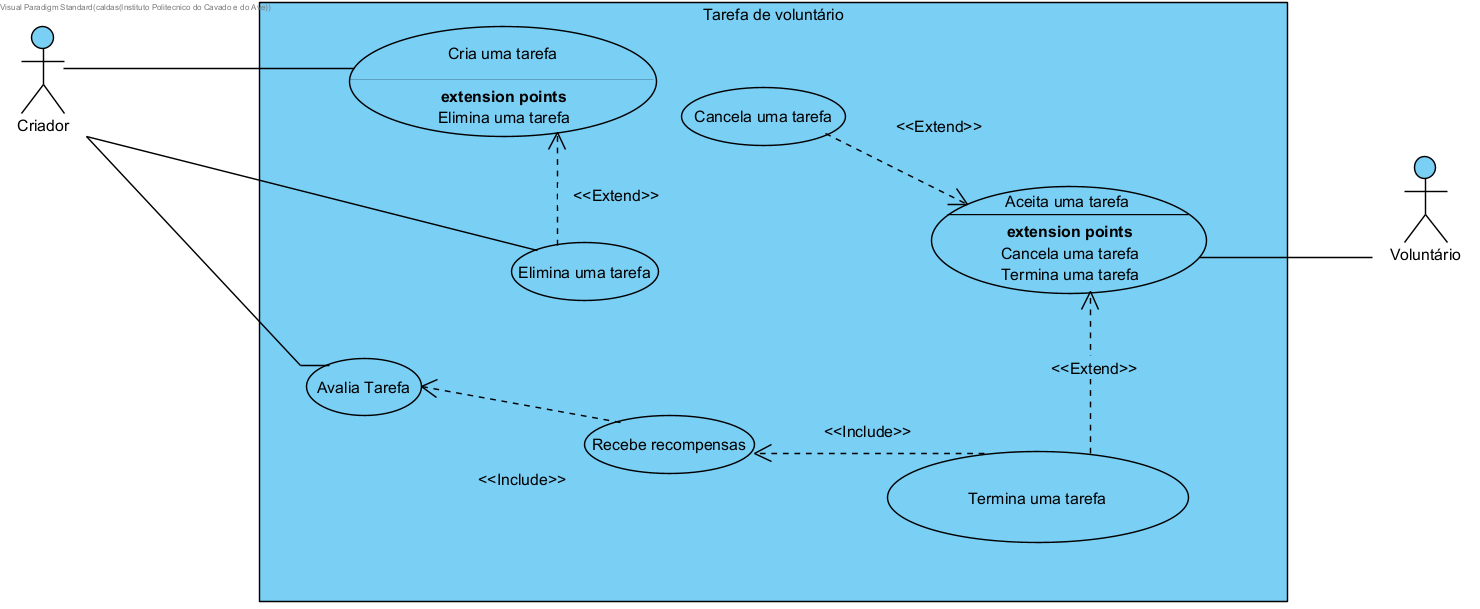 Visual Paradigm Standard(caldas(Instituto Politecnico do Cavado e do Ave))
Tarefa de voluntário
Criador
Cria uma tarefa
extension points
Elimina uma tarefa
Cancela uma tarefa
<<Extend>>
<<Extend>>
Aceita uma tarefa
extension points
Cancela uma tarefa
Termina uma tarefa
Voluntário
Elimina uma tarefa
<<Extend>>
Avalia Tarefa
Recebe recompensas
<<Include>>
<<Include>>
Termina uma tarefa